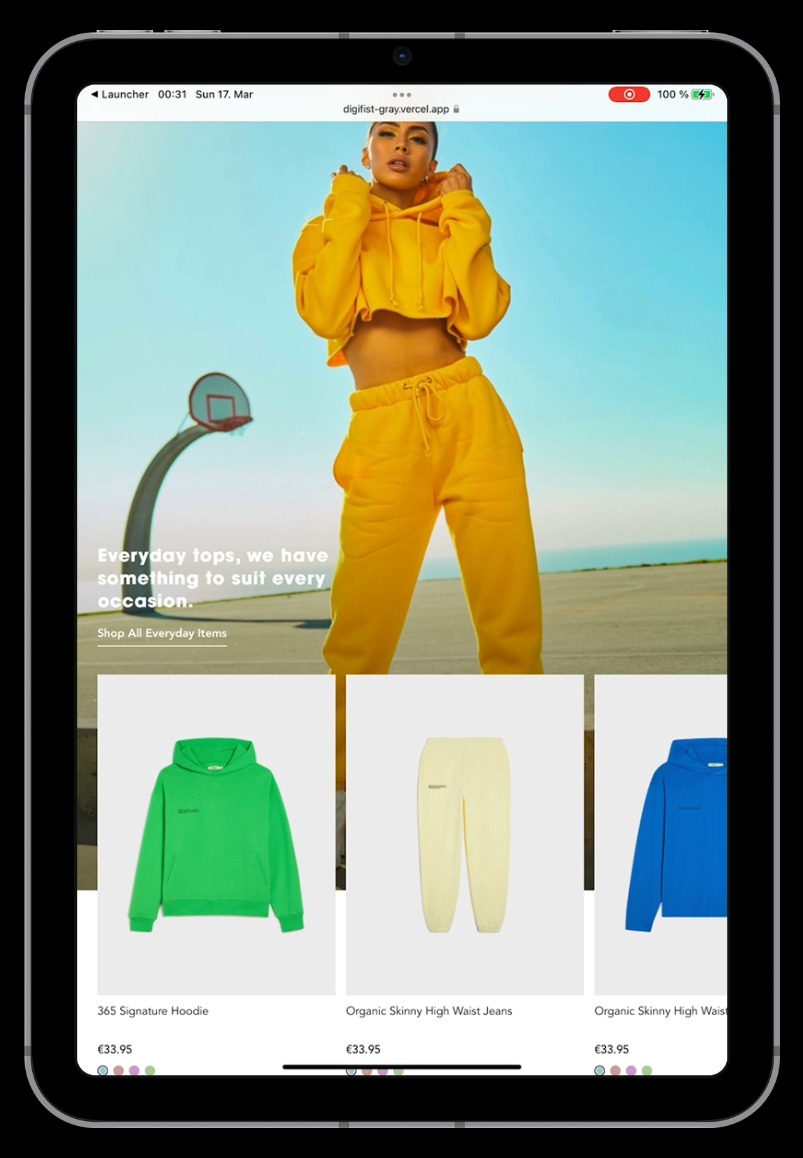 ◀ Launcher 00:31 Sun 17. Mar
100 %
digifist-gray.vercel.app
Everyday tops, we have
something to suit every
occasion.
Shop All Everyday Items
365 Signature Hoodie
Organic Skinny High Waist Jeans
Organic Skinny High Waist
€33.95
€33.95
€33.95